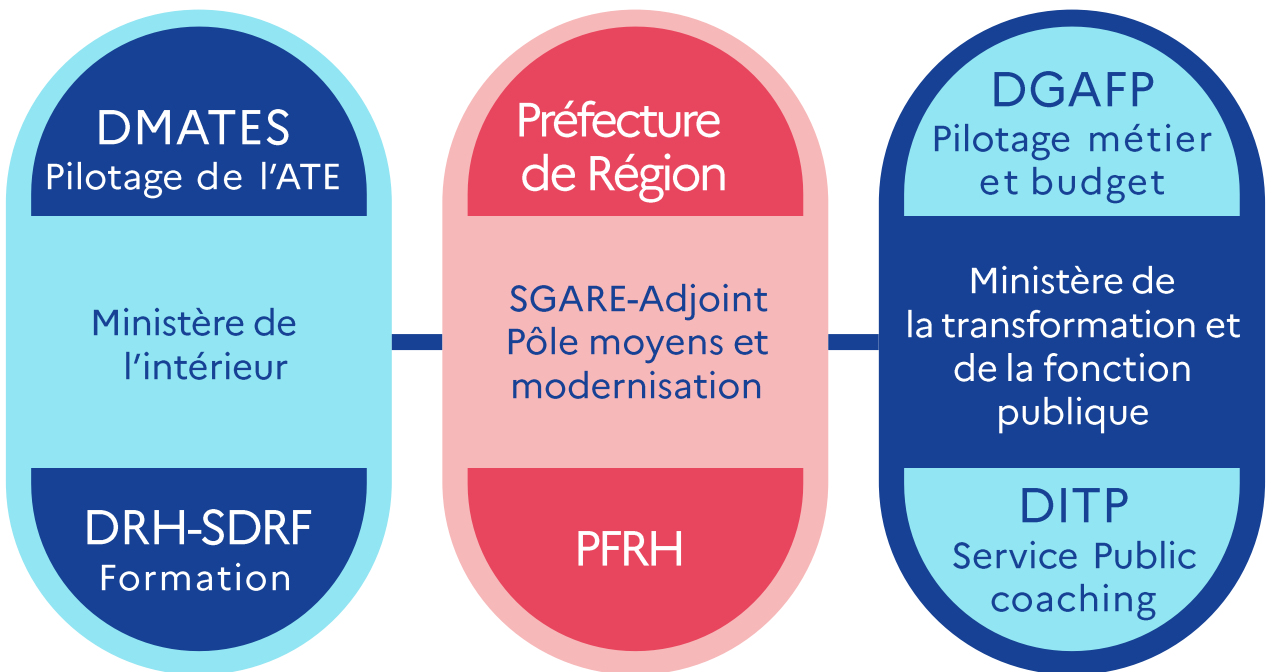 DMATES
Pilotage de l’ATE
Ministère de
l’intérieur
DRH-SDRF
Formation
Préfecture
de Région
SGARE-Adjoint
Pôle moyens et
modernisation
PFRH
DGAFP
Pilotage métier
et budget
Ministère de
la transformation et
de la fonction
publique
DITP
Service Public
coaching